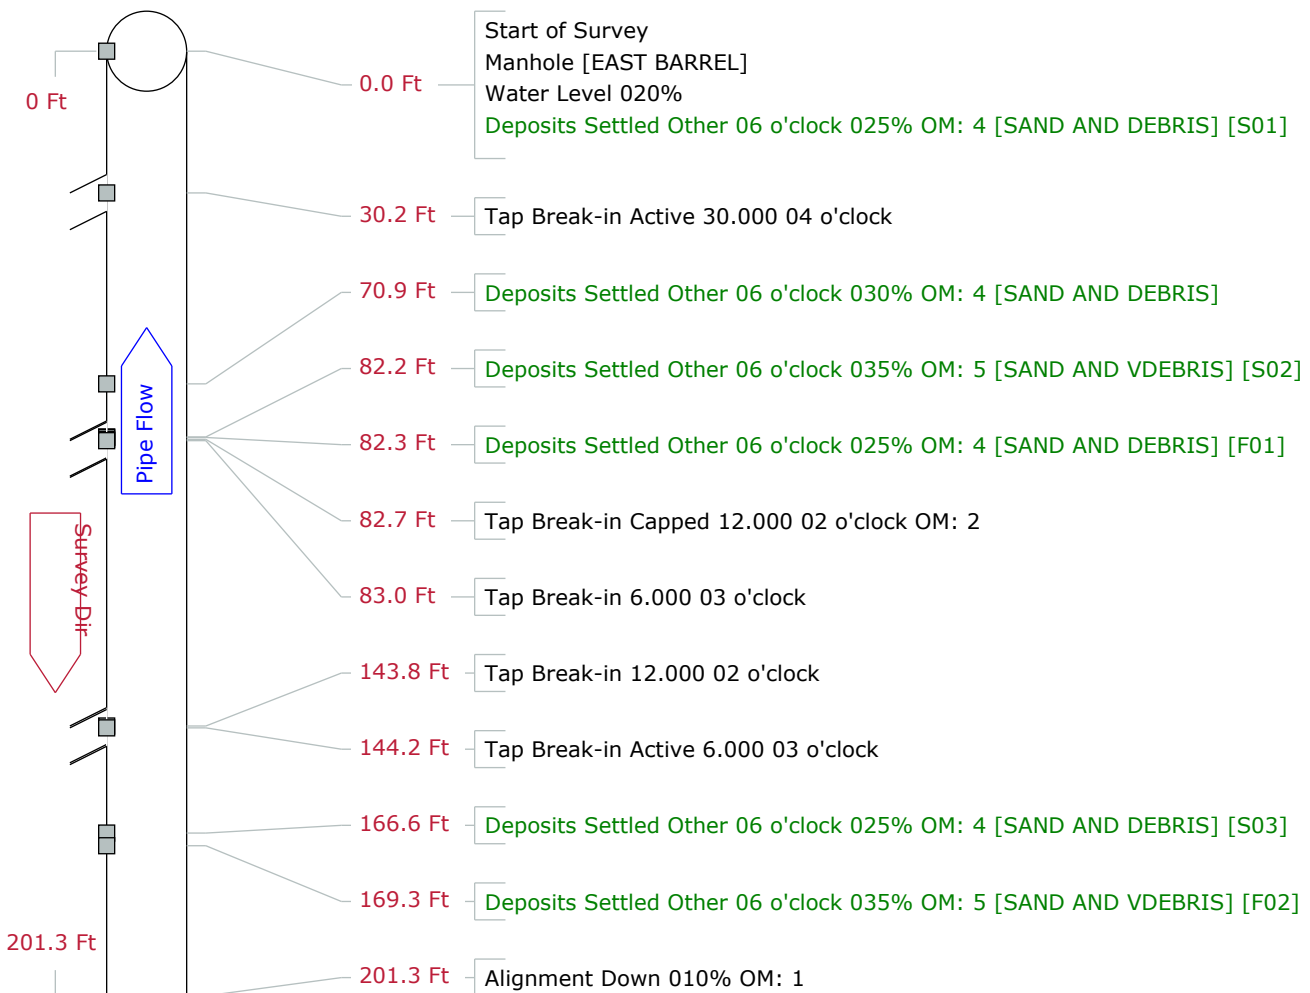 Start of Survey
Manhole [EAST BARREL]
0.0 Ft
Water Level 020%
0 Ft
Deposits Settled Other 06 o'clock 025% OM: 4 [SAND AND DEBRIS] [S01]
30.2 Ft Tap Break-in Active 30.000 04 o'clock
70.9 Ft Deposits Settled Other 06 o'clock 030% OM: 4 [SAND AND DEBRIS]
82.2 Ft Deposits Settled Other 06 o'clock 035% OM: 5 [SAND AND VDEBRIS] [S02]
Pipe Flow
82.3 Ft Deposits Settled Other 06 o'clock 025% OM: 4 [SAND AND DEBRIS] [F01]
82.7 Ft Tap Break-in Capped 12.000 02 o'clock OM: 2
Survey Dir
83.0 Ft Tap Break-in 6.000 03 o'clock
143.8 Ft Tap Break-in 12.000 02 o'clock
144.2 Ft Tap Break-in Active 6.000 03 o'clock
166.6 Ft Deposits Settled Other 06 o'clock 025% OM: 4 [SAND AND DEBRIS] [S03]
169.3 Ft Deposits Settled Other 06 o'clock 035% OM: 5 [SAND AND VDEBRIS] [F02]
201.3 Ft
201.3 Ft Alignment Down 010% OM: 1